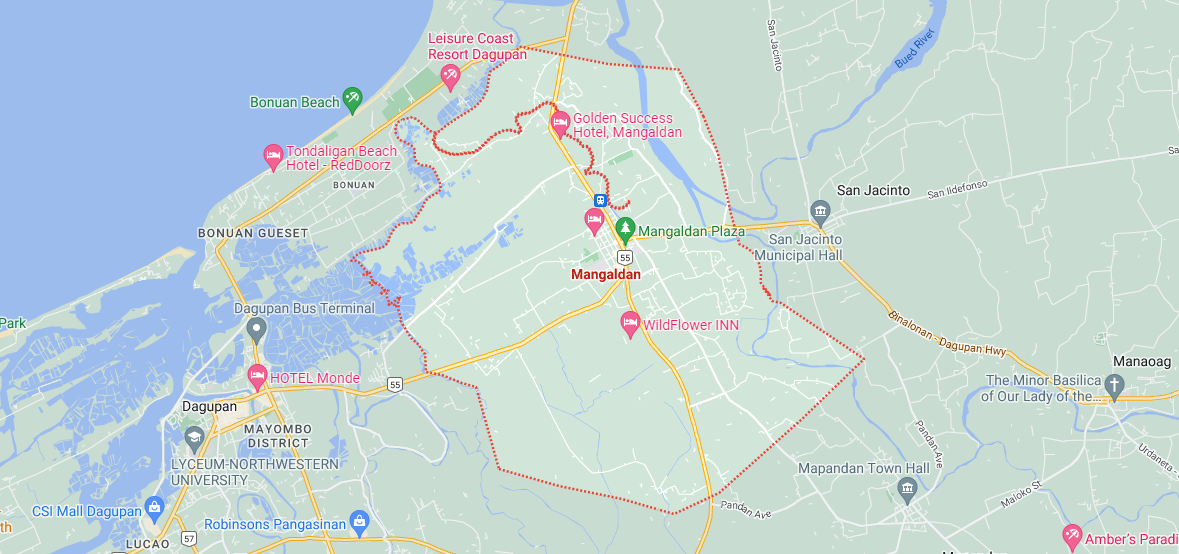 Leisure Coast
Resort Dagupan
San Jacinto
Bued River
Bonuan Beach
Golden Success
Hotel, Mangaldan
Tondaligan Beach
Hotel - RedDoorz
BONUAN
San Jacinto
San Ildefonso
Sa
BONUAN GUESET
Mangaldan Plaza
San Jacinto
Municipal Hall
55
Mangaldan
Park
Dagupan Bus Terminal
WildFlower INN
Binalonan - Dagupan Hwy
Manaoag
HOTEL Monde
55
The Minor Basilica
of Our Lady of the...
Dagupan
MAYOMBO
DISTRICT
Pandan Ave
LYCEUM-NORTHWESTERN
UNIVERSITY
Mapandan Town Hall
Urdaneta -
Maloko St
CSI Mall Dagupan
Robinsons Pangasinan
Pandan Ave
th
57
LUCAO
Amber's Paradi